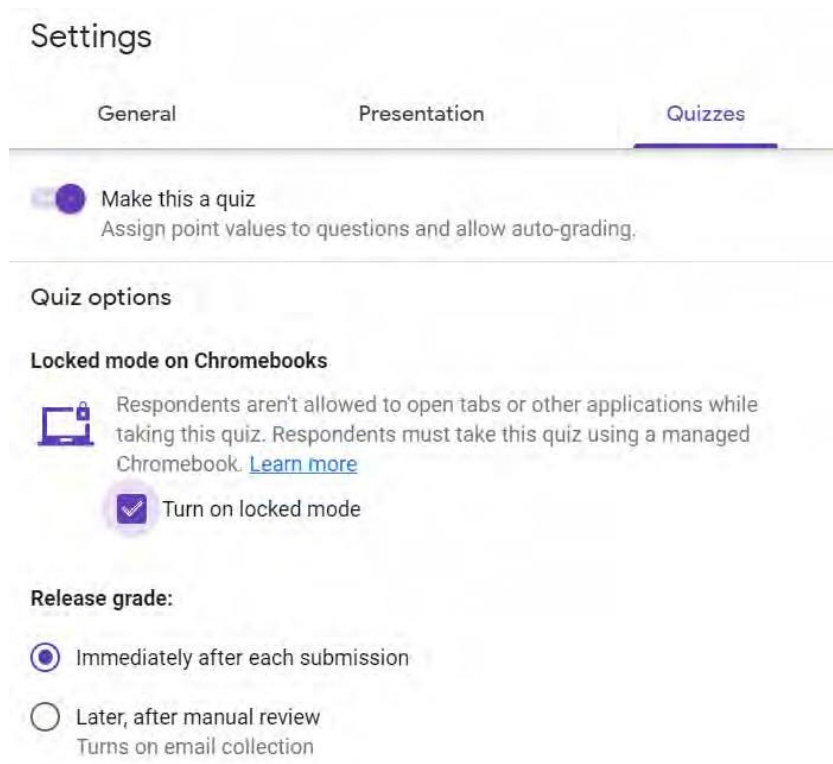 Settings
General Presentation Quizzes
Make this a quiz
Assign point values to questions and allow auto-grading.
Quiz options
Locked mode on Chromebooks
Respondents aren't allowed to open tabs or other applications while
taking this quiz. Respondents must take this quiz using a managed
Chromebook. Learn more
Turn on locked mode
Release grade:
Immediately after each submission
Later, after manual review
Turns on email collection